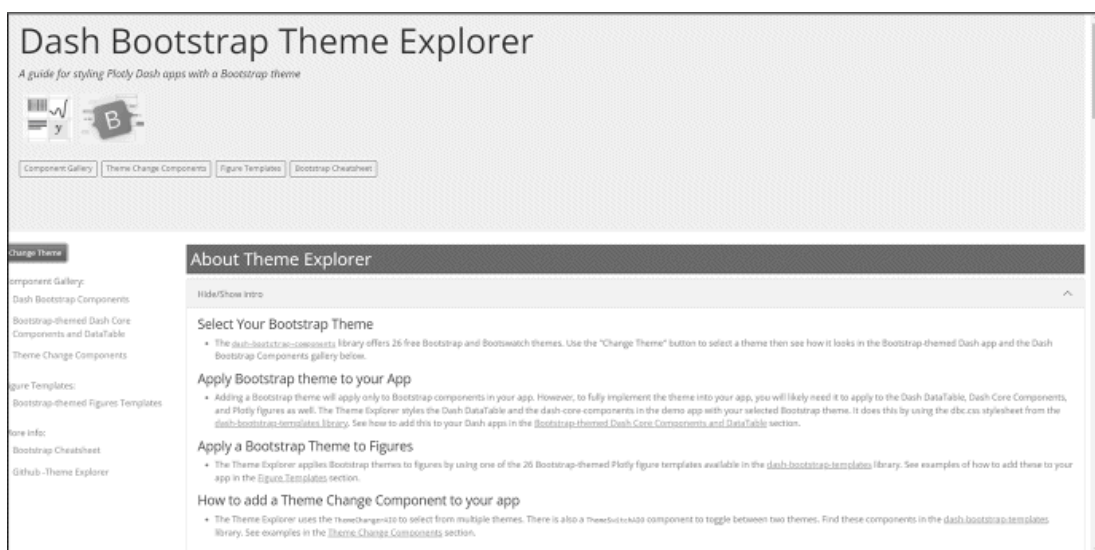 Dash Bootstrap Theme Explorer
A guide for styling Plotly Dash apps with a Bootstrap theme
y
B
Component Gallery
Theme Change Components
Figure Templates
Bootstrap Cheatsheet
Change Theme
omponent Gallery:
Dash Bootstrap Components
Bootstrap-themed Dash Core
Components and DataTable
Theme Change Components
igure Templates:
Bootstrap-themed Figures Templates
More info:
Bootstrap Cheatsheet
Github -Theme Explorer
About Theme Explorer
Hide/Show Intro
Select Your Bootstrap Theme
• The dash-bootstrap-components library offers 26 free Bootstrap and Bootswatch themes. Use the "Change Theme" button to select a theme then see how it looks in the Bootstrap-themed Dash app and the Dash
Bootstrap Components gallery below.
Apply Bootstrap theme to your App
• Adding a Bootstrap theme will apply only to Bootstrap components in your app. However, to fully implement the theme into your app, you will likely need it to apply to the Dash DataTable, Dash Core Components,
and Plotly figures as well. The Theme Explorer styles the Dash DataTable and the dash-core-components in the demo app with your selected Bootstrap theme. It does this by using the dbc.css stylesheet from the
dash-bootstrap-templates library. See how to add this to your Dash apps in the Bootstrap-themed Dash Core Components and DataTable section.
Apply a Bootstrap Theme to Figures
• The Theme Explorer applies Bootstrap themes to figures by using one of the 26 Bootstrap-themed Plotly figure templates available in the dash-bootstrap-templates library. See examples of how to add these to your
app in the Figure Templates section.
How to add a Theme Change Component to your app
• The Theme Explorer uses the ThemeChangerAIO to select from multiple themes. There is also a ThemeSwitchAIO component to toggle between two themes. Find these components in the dash-bootstrap-templates
library. See examples in the Theme Change Components section.